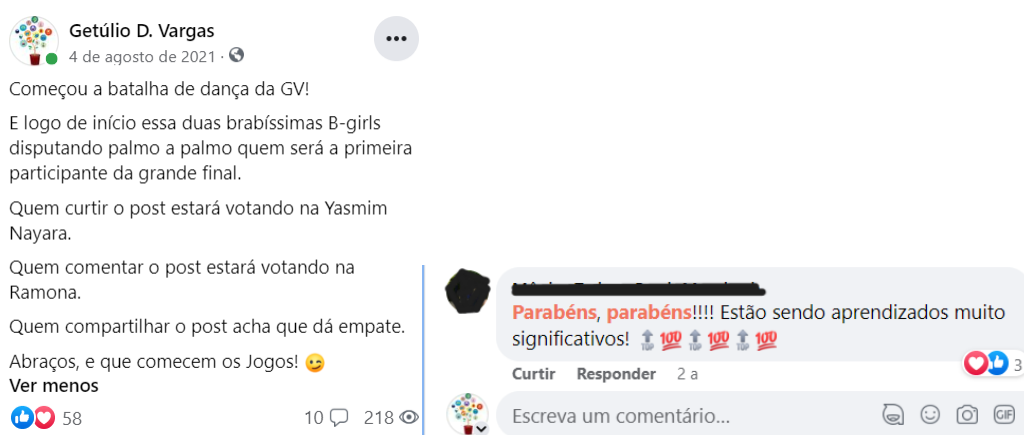 Getúlio D. Vargas
4 de agosto de 2021 ·
Começou a batalha de dança da GV!
E logo de início essa duas brabíssimas B-girls
disputando palmo a palmo quem será a primeira
participante da grande final.
Quem curtir o post estará votando na Yasmim
Nayara.
Quem comentar o post estará votando na
Ramona.
Quem compartilhar o post acha que dá empate.
Abraços, e que comecem os Jogos! 😉
Ver menos
58
10
218
Parabéns, parabéns!!!! Estão sendo aprendizados muito
significativos! 🔝💯🔝💯🔝💯
Curtir Responder 2 a
3
Escreva um comentário...
GIF